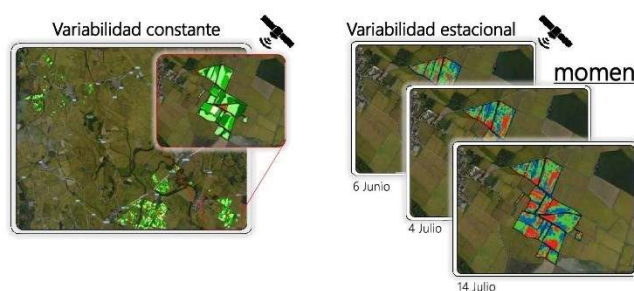 Variabilidad constante
Variabilidad estacional
momen
6 Junio
4 Julio
14 Julio